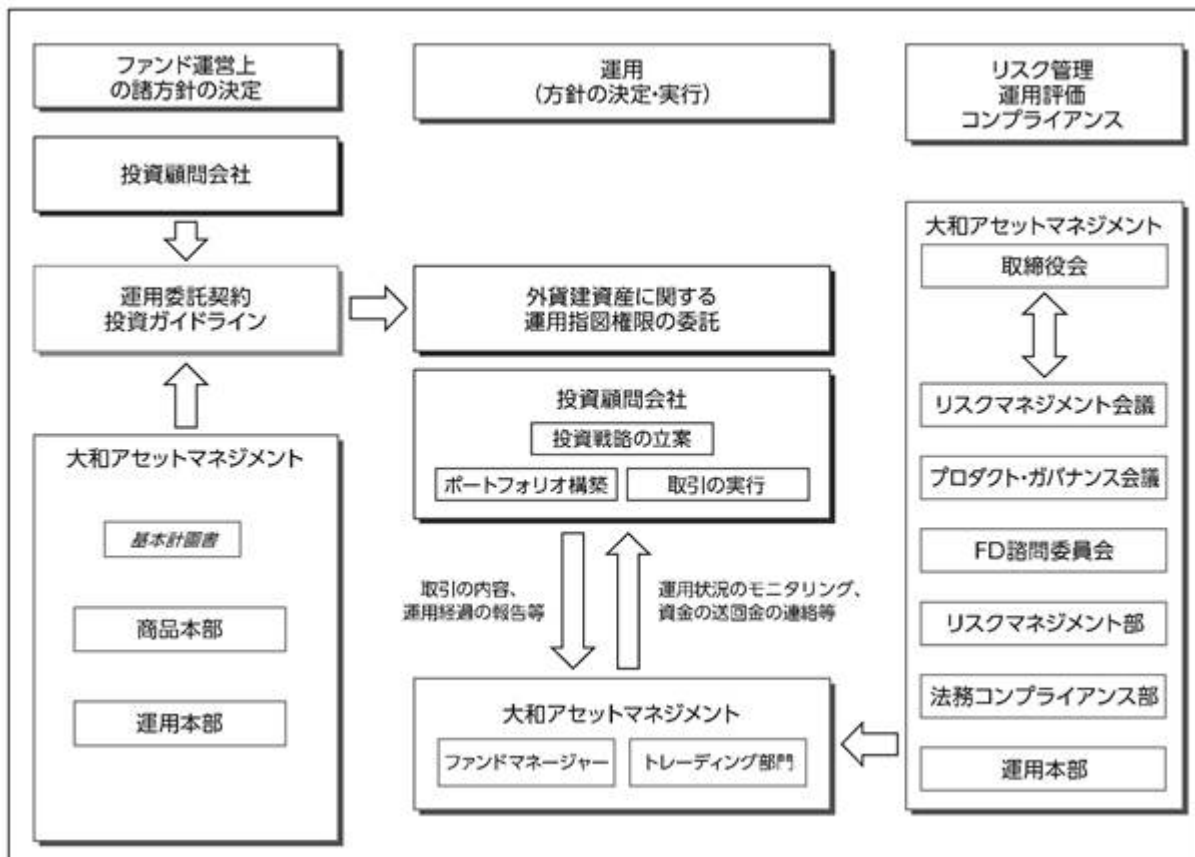 ファンド運営上
の諸方針の決定
運用
(方針の決定・実行)
リスク管理
運用評価
コンプライアンス
投資顧問会社
運用委託契約
投資ガイドライン
大和アセットマネジメント
基本計画書
商品本部
運用本部
外貨建資産に関する
運用指図権限の委託
投資顧問会社
投資戦略の立案
ポートフォリオ構築
取引の実行
取引の内容、
運用経過の報告等
運用状況のモニタリング、
資金の送回金の連絡等
大和アセットマネジメント
ファンドマネージャー
トレーディング部門
大和アセットマネジメント
取締役会
リスクマネジメント会議
プロダクト・ガバナンス会議
FD諮問委員会
リスクマネジメント部
法務コンプライアンス部
運用本部